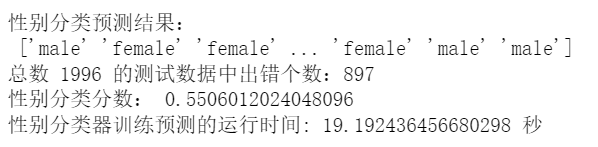 性别分类预测结果:
['male' 'female' 'female' ... 'female' 'male' 'male']
总数 1996 的测试数据中出错个数: 897
性别分类分数: 0.5506012024048096
性别分类器训练预测的运行时间: 19.192436456680298 秒